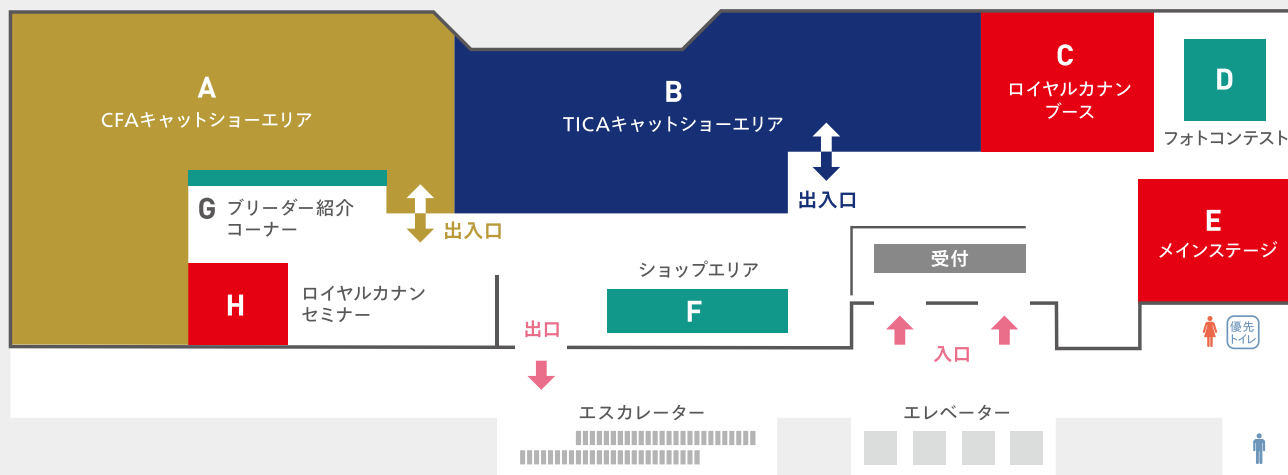 A
CFAキャットショーエリア
B
TICAキャットショーエリア
C
ロイヤルカナン
ブース
D
フォトコンテスト
出入口
G
ブリーダー紹介
コーナー
出入口
E
メインステージ
受付
ショップエリア
H
ロイヤルカナン
セミナー
F
出口
入口
優先
トイレ
エスカレーター
エレベーター